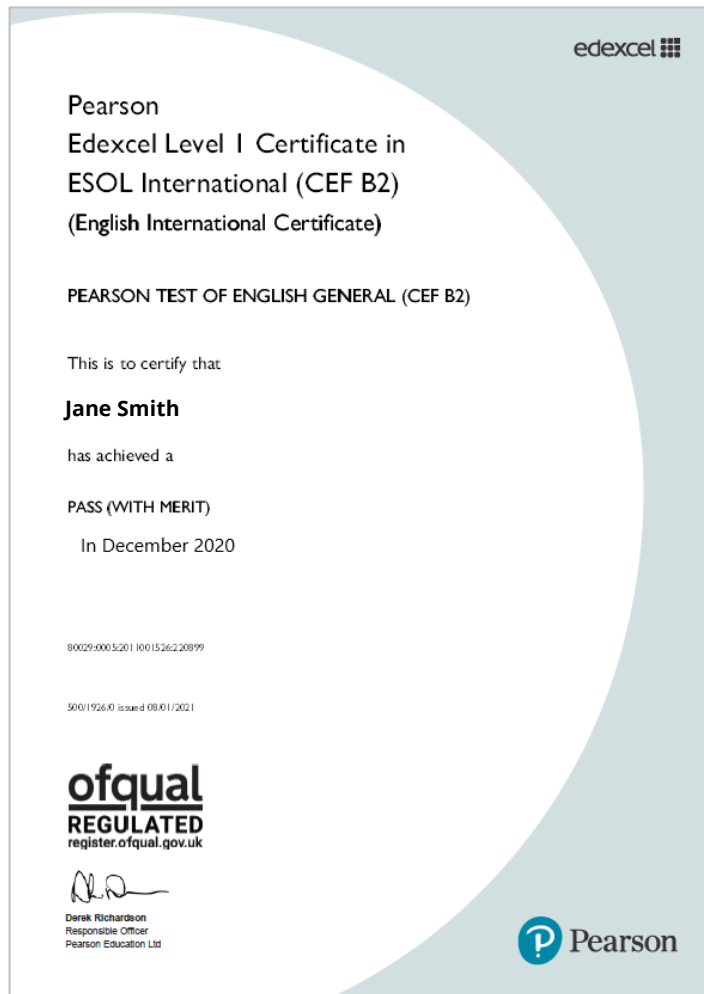 edexcel
Pearson
Edexcel Level 1 Certificate in
ESOL International (CEF B2)
(English International Certificate)
PEARSON TEST OF ENGLISH GENERAL (CEF B2)
This is to certify that
Jane Smith
has achieved a
PASS (WITH MERIT)
In December 2020
80029:0005:2011001526:220899
500/1926/0 issued 08/01/2021
ofqual
REGULATED
register.ofqual.gov.uk
Derek Richardson
Responsible Officer
Pearson Education Ltd
P Pearson